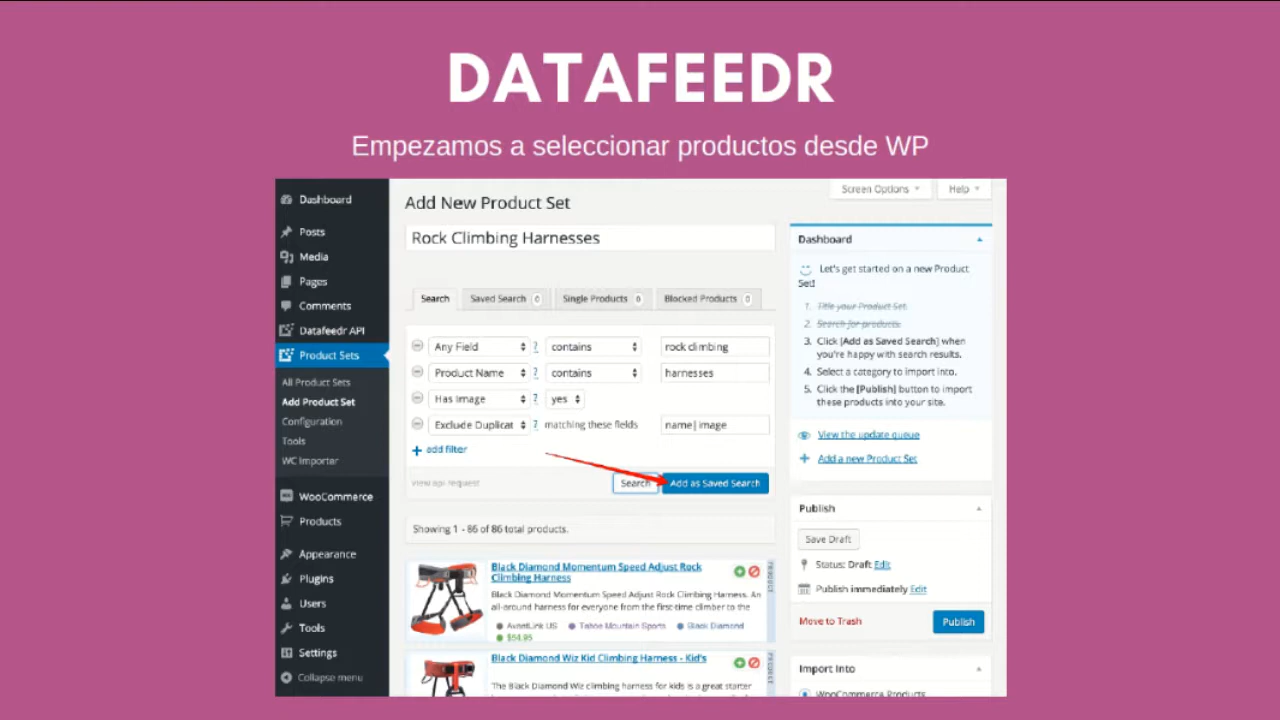 DATAFEEDR
Empezamos a seleccionar productos desde WP
Dashboard
Posts
Media
Pages
Comments
Datafeedr API
Product Sets
All Product Sets
Add Product Set
Configuration
Tools
WC Importer
WooCommerce
Products
Appearance
Plugins
Users
Tools
Settings
Collapse menu
Screen Options
Help
Add New Product Set
Rock Climbing Harnesses
Search
Saved Search 0
Single Products 0
Blocked Products 0
Any Field ? contains rock climbing
Product Name ? contains harnesses
Has Image ? yes
Exclude Duplicat ? matching these fields name|image
+ add filter
View api request
Search
Add as Saved Search
Showing 1 - 86 of 86 total products.
Black Diamond Momentum Speed Adjust Rock
Climbing Harness
Black Diamond Momentum Speed Adjust Rock Climbing Harness. An
all-around harness for everyone from the first-time climber to the
AvantLink US Tahoe Mountain Sports Black Diamond
$54.95
Black Diamond Wiz Kid Climbing Harness - Kid's
The Black Diamond Wiz climbing harness for kids is a great starter
Dashboard
Let's get started on a new Product
Set!
1. Title your Product Set.
2. Search for products.
3. Click [Add as Saved Search] when
you're happy with search results.
4. Select a category to import into.
5. Click the [Publish] button to import
these products into your site.
View the update queue
+ Add a new Product Set
Publish
Save Draft
Status: Draft Edit
Publish immediately Edit
Move to Trash
Publish
Import Into
WooCommerce Products